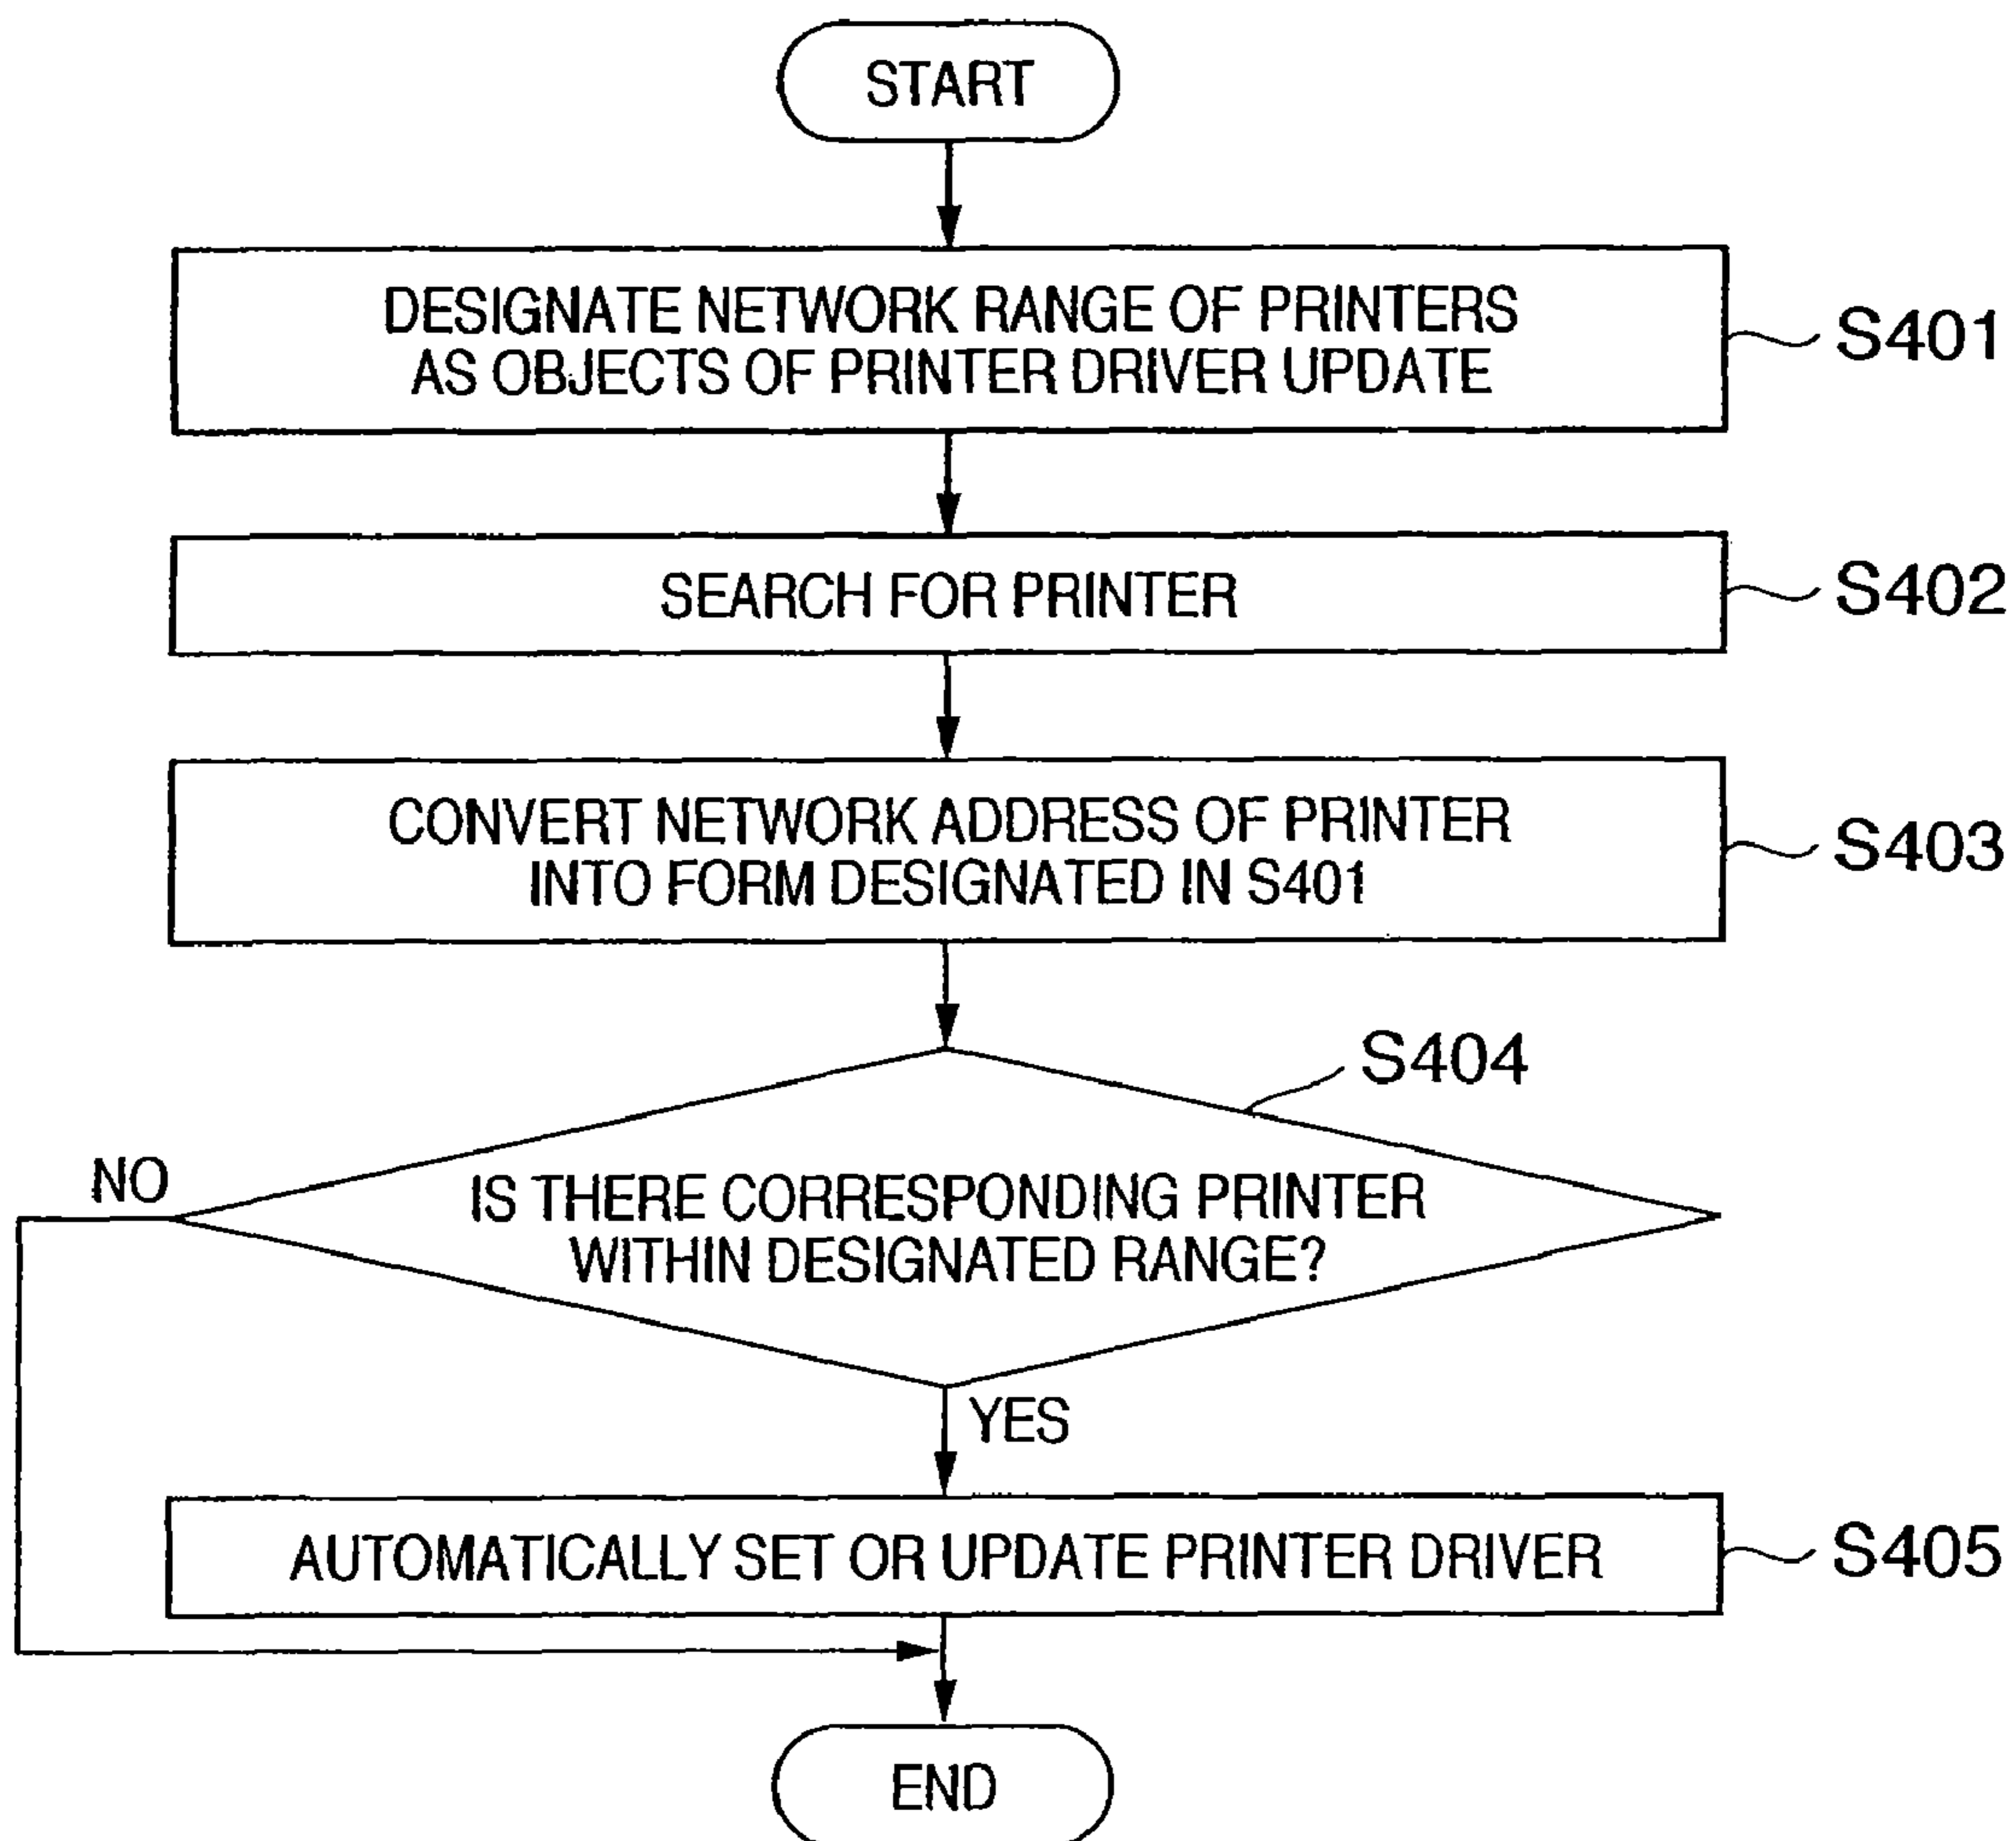 START
DESIGNATE NETWORK RANGE OF PRINTERS
AS OBJECTS OF PRINTER DRIVER UPDATE
S401
SEARCH FOR PRINTER
S402
CONVERT NETWORK ADDRESS OF PRINTER
INTO FORM DESIGNATED IN S401
S403
S404
NO
IS THERE CORRESPONDING PRINTER
WITHIN DESIGNATED RANGE?
YES
AUTOMATICALLY SET OR UPDATE PRINTER DRIVER
S405
END